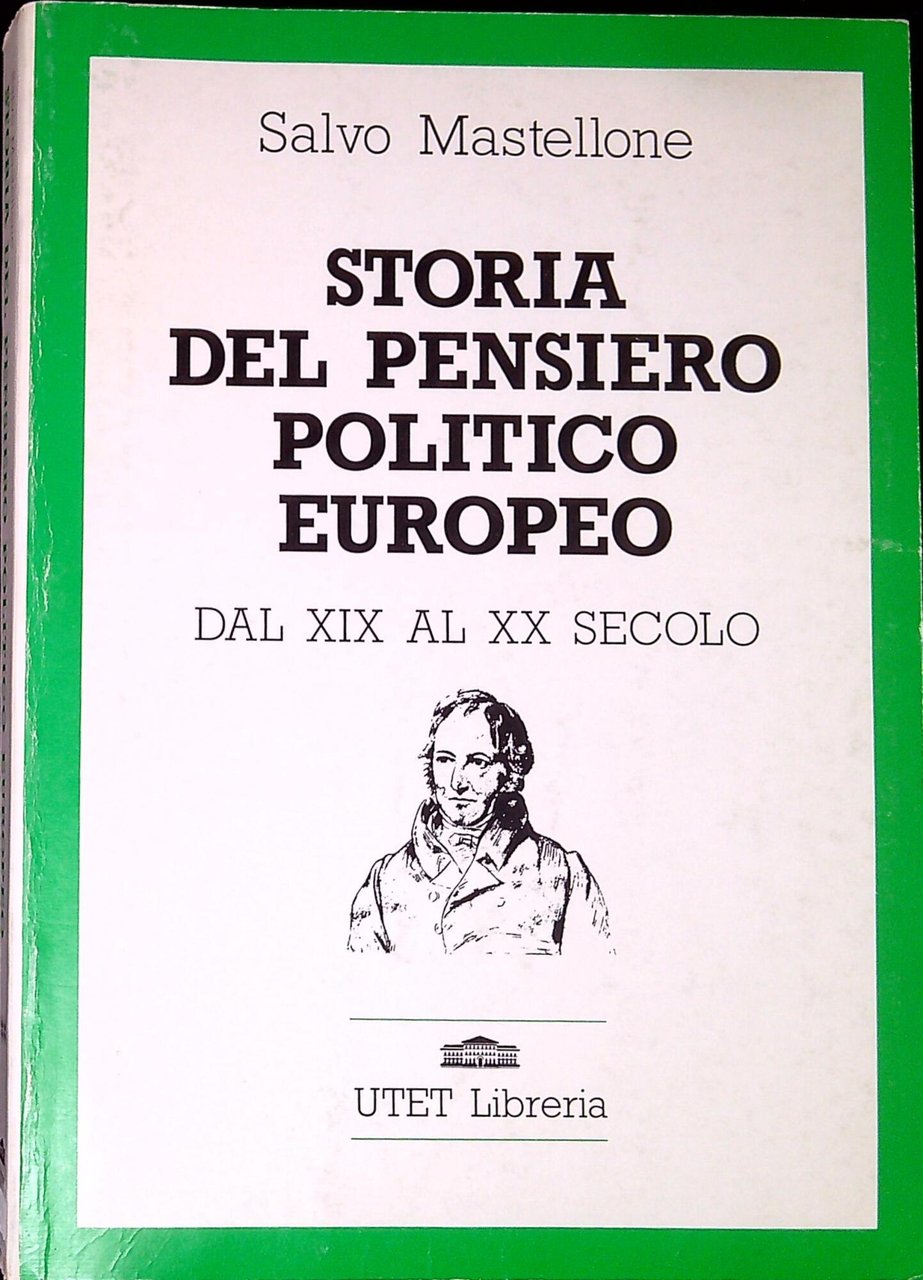 Salvo Mastellone
STORIA
DEL PENSIERO
POLITICO
EUROPEO
DAL XIX AL XX SECOLO
UTET Libreria